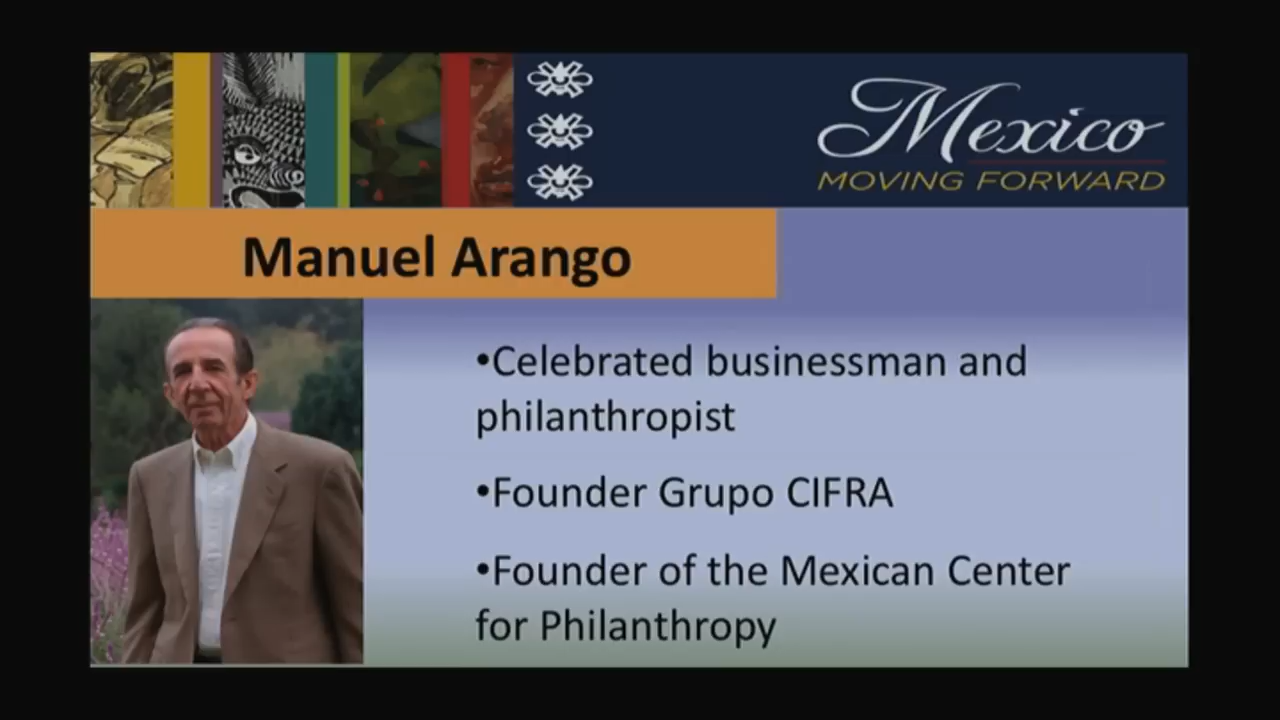 Mexico
MOVING FORWARD
Manuel Arango
•Celebrated businessman and
philanthropist
•Founder Grupo CIFRA
•Founder of the Mexican Center
for Philanthropy